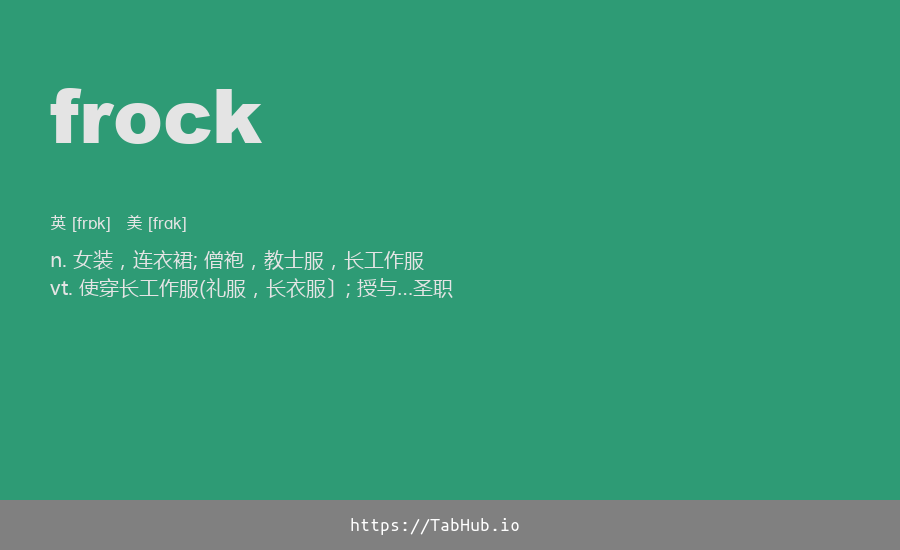 frock
英 [frɒk] 美 [frɑk]
n. 女装，连衣裙; 僧袍，教士服，长工作服
vt. 使穿长工作服(礼服，长衣服〕; 授与…圣职
https://TabHub.io